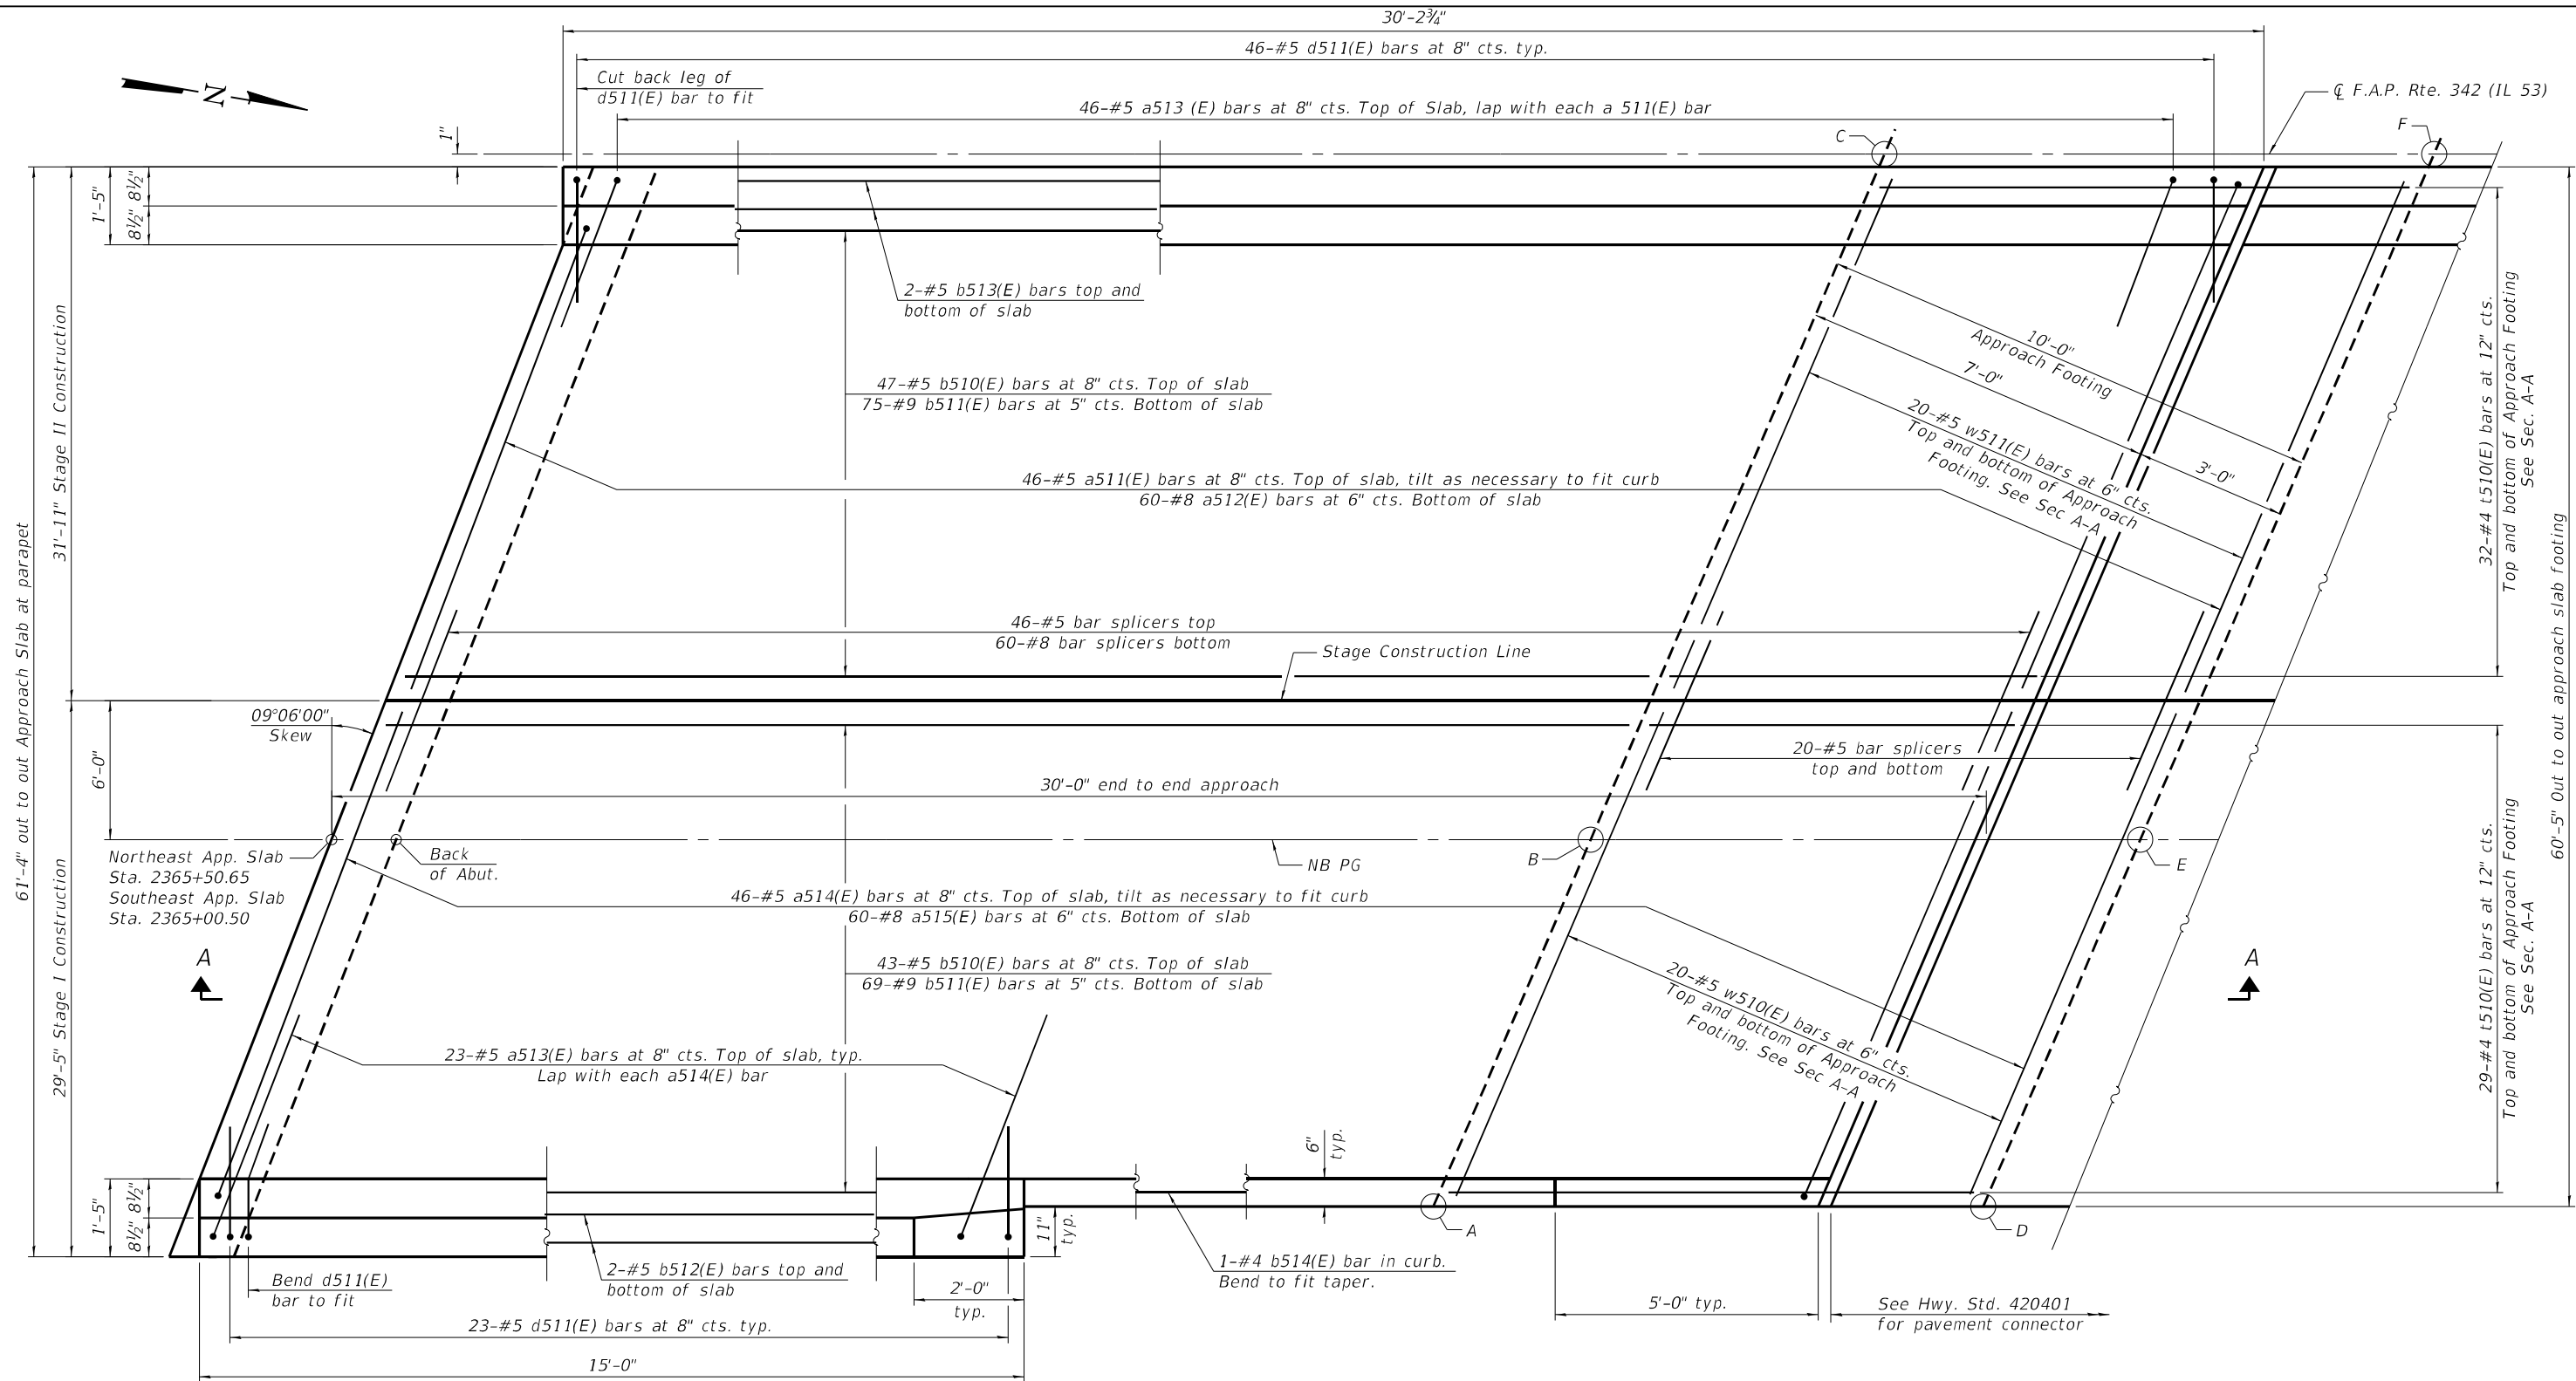 30'-2¾"
46-#5 d511(E) bars at 8" cts. typ.
Cut back leg of
d511(E) bar to fit
N
46-#5 a513 (E) bars at 8" cts. Top of Slab, lap with each a 511(E) bar
℄ F.A.P. Rte. 342 (IL 53)
1"
C
F
1'-5"
8½"
8½"
2-#5 b513(E) bars top and
bottom of slab
10'-0"
Approach Footing
7'-0"
3'-0"
47-#5 b510(E) bars at 8" cts. Top of slab
75-#9 b511(E) bars at 5" cts. Bottom of slab
20-#5 w511(E) bars at 6" cts.
Top and bottom of Approach
Footing. See Sec A-A
46-#5 a511(E) bars at 8" cts. Top of slab, tilt as necessary to fit curb
60-#8 a512(E) bars at 6" cts. Bottom of slab
32-#4 t510(E) bars at 12" cts.
Top and bottom of Approach Footing
See Sec. A-A
61'-4" out to out Approach Slab at parapet
31'-11" Stage II Construction
60'-5" Out to out approach slab footing
46-#5 bar splicers top
60-#8 bar splicers bottom
Stage Construction Line
09°06'00"
Skew
6'-0"
20-#5 bar splicers
top and bottom
30'-0" end to end approach
Northeast App. Slab
Sta. 2365+50.65
Southeast App. Slab
Sta. 2365+00.50
Back
of Abut.
NB PG
B
E
46-#5 a514(E) bars at 8" cts. Top of slab, tilt as necessary to fit curb
60-#8 a515(E) bars at 6" cts. Bottom of slab
29'-5" Stage I Construction
A
A
43-#5 b510(E) bars at 8" cts. Top of slab
69-#9 b511(E) bars at 5" cts. Bottom of slab
20-#5 w510(E) bars at 6" cts.
Top and bottom of Approach
Footing. See Sec A-A
29-#4 t510(E) bars at 12" cts.
Top and bottom of Approach Footing
See Sec. A-A
23-#5 a513(E) bars at 8" cts. Top of slab, typ.
Lap with each a514(E) bar
6"
typ.
1'-5"
8½"
8½"
11"
typ.
A
D
Bend d511(E)
bar to fit
2-#5 b512(E) bars top and
bottom of slab
1-#4 b514(E) bar in curb.
Bend to fit taper.
2'-0"
typ.
5'-0" typ.
See Hwy. Std. 420401
for pavement connector
23-#5 d511(E) bars at 8" cts. typ.
15'-0"